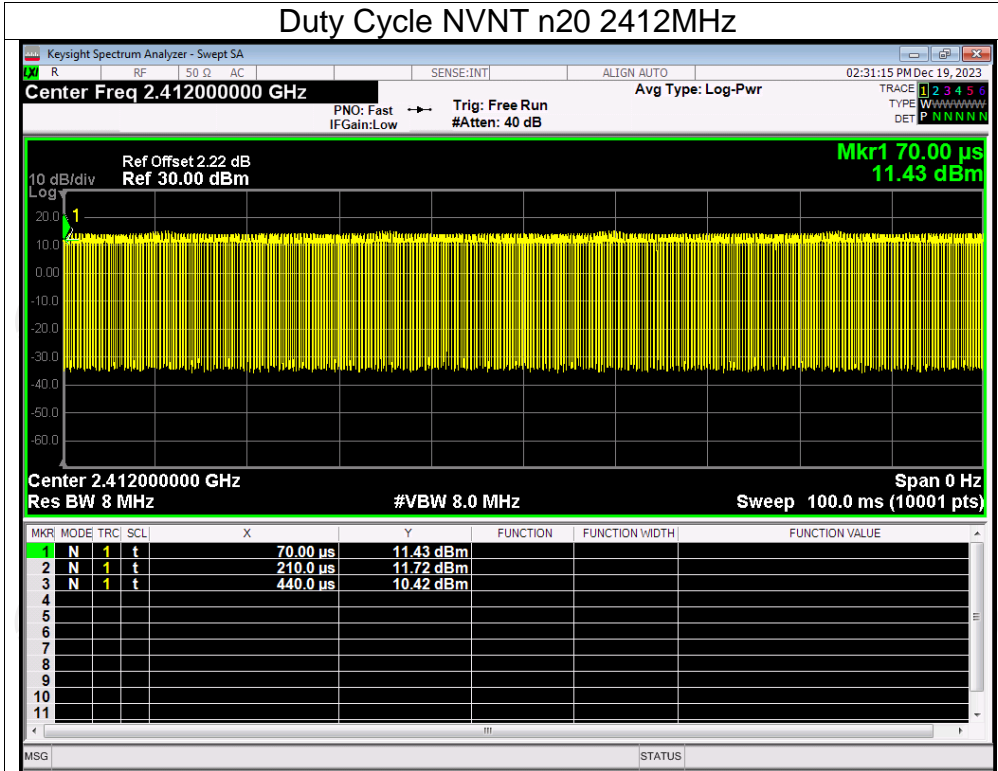 Duty Cycle NVNT n20 2412MHz
Keysight Spectrum Analyzer - Swept SA
LXI R RF 50 Ω AC SENSE:INT ALIGN AUTO 02:31:15 PM Dec 19, 2023
Center Freq 2.412000000 GHz Avg Type: Log-Pwr TRACE 1 2 3 4 5 6
PNO: Fast Trig: Free Run TYPE WWWWWW
IFGain:Low #Atten: 40 dB DET P N N N N N
Mkr1 70.00 µs
Ref Offset 2.22 dB
10 dB/div Ref 30.00 dBm 11.43 dBm
Log
20.0
1
10.0
0.00
-10.0
-20.0
-30.0
-40.0
-50.0
-60.0
Center 2.412000000 GHz Span 0 Hz
Res BW 8 MHz #VBW 8.0 MHz Sweep 100.0 ms (10001 pts)
MKR MODE TRC SCL X Y FUNCTION FUNCTION WIDTH FUNCTION VALUE
1 N 1 t 70.00 µs 11.43 dBm
2 N 1 t 210.0 µs 11.72 dBm
3 N 1 t 440.0 µs 10.42 dBm
4
5
6
7
8
9
10
11
MSG STATUS